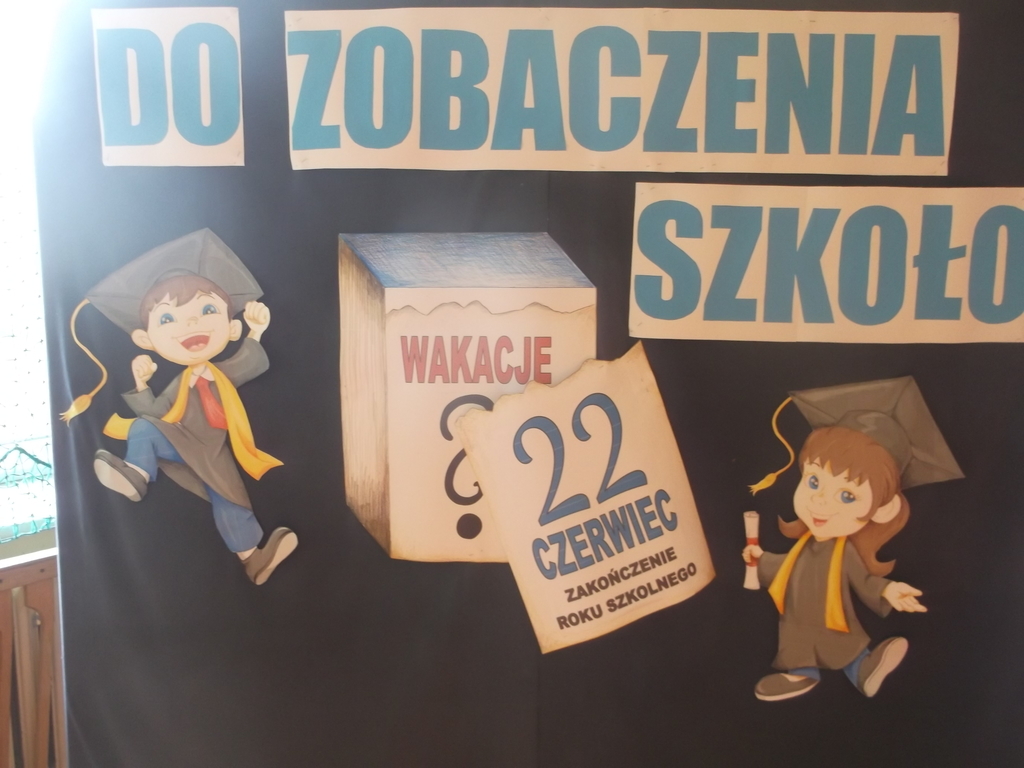 DO ZOBACZENIA
SZKOŁO
WAKACJE
?
22
CZERWIEC
ZAKOŃCZENIE
ROKU SZKOLNEGO